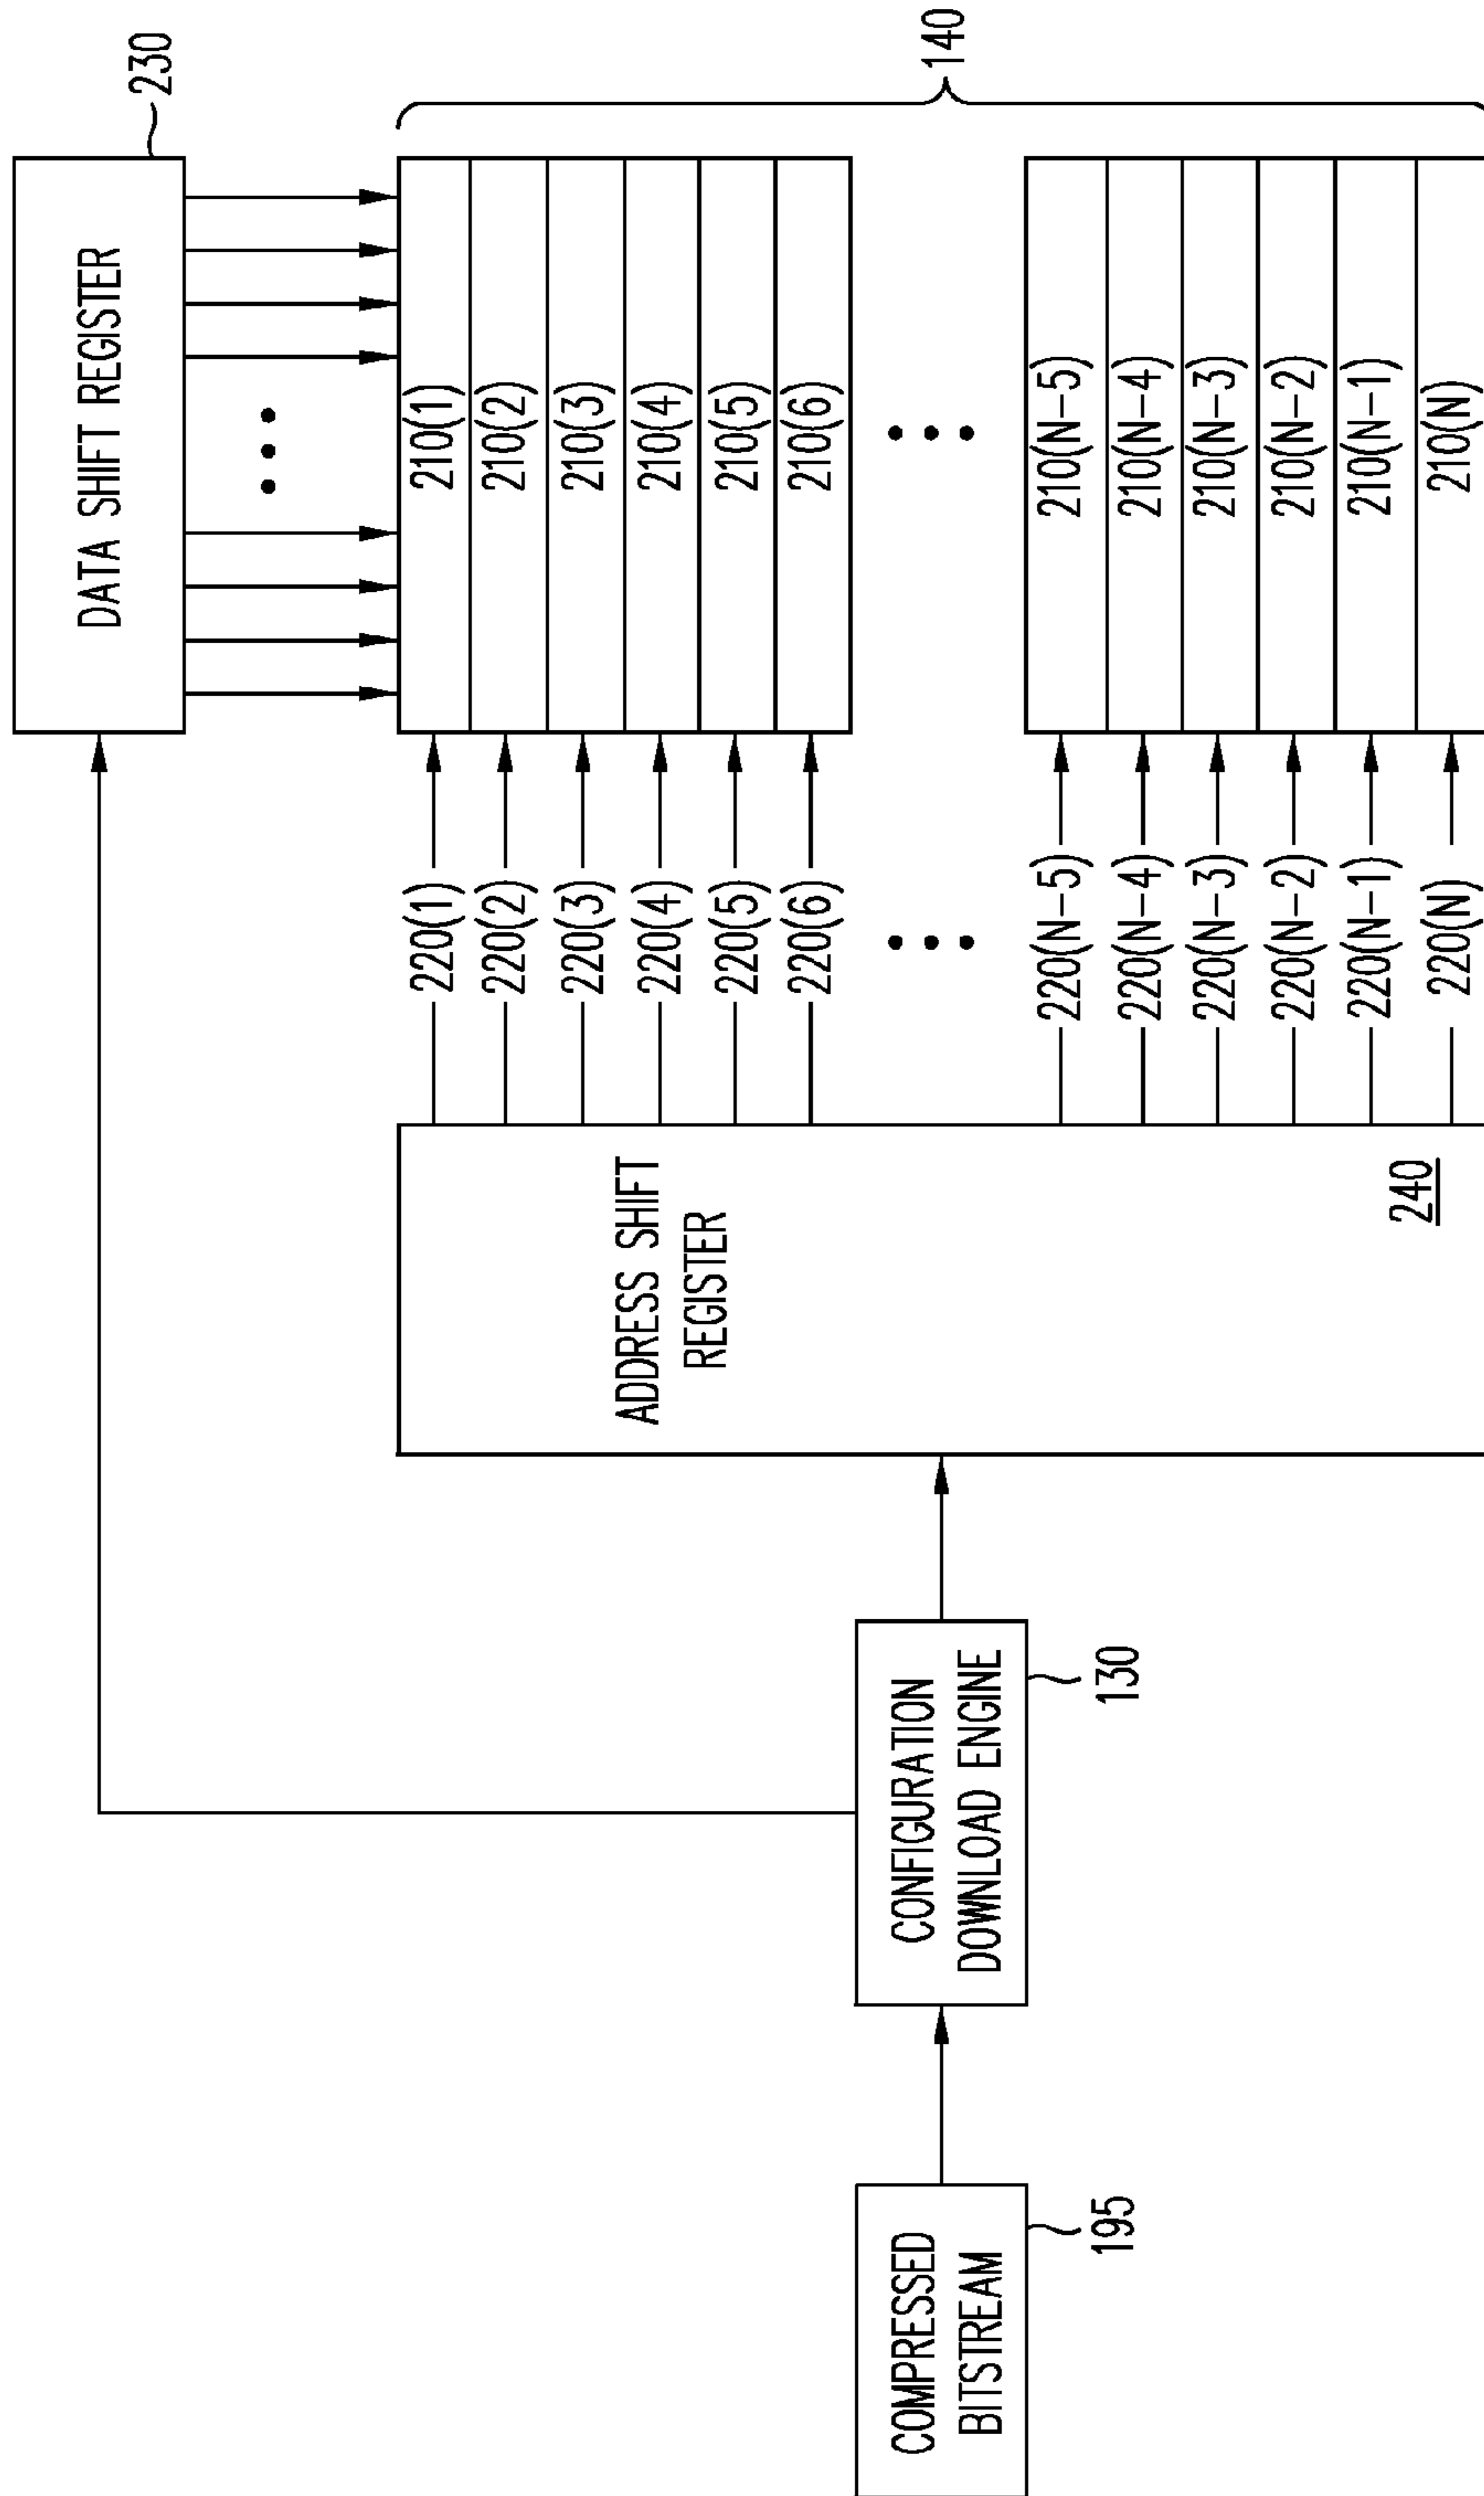 DATA SHIFT REGISTER
230
210(1)
210(2)
210(3)
210(4)
210(5)
210(6)
210(N-5)
210(N-4)
210(N-3)
210(N-2)
210(N-1)
210(N)
140
220(1)
220(2)
220(3)
220(4)
220(5)
220(6)
220(N-5)
220(N-4)
220(N-3)
220(N-2)
220(N-1)
220(N)
ADDRESS SHIFT
REGISTER
240
CONFIGURATION
DOWNLOAD ENGINE
130
COMPRESSED
BITSTREAM
195